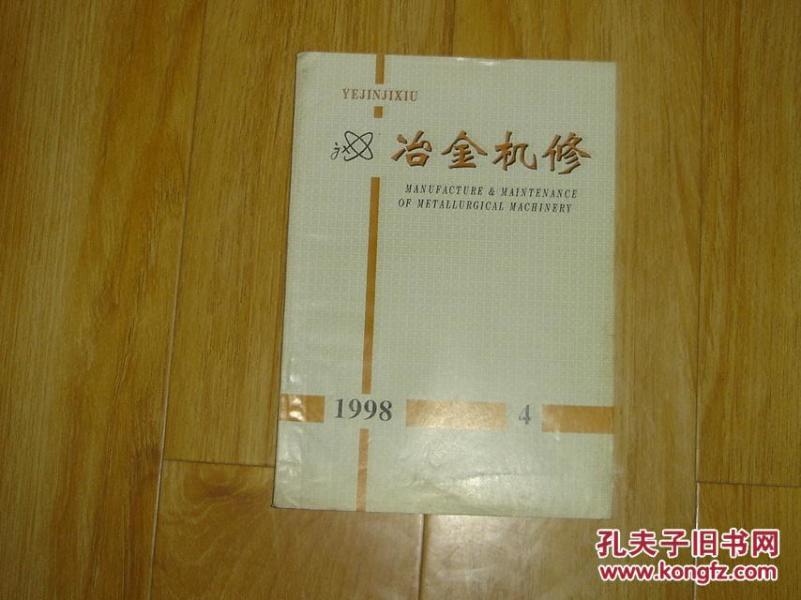 YEJINJIXIU
jx
冶金机修
MANUFACTURE & MAINTENANCE
OF METALLURGICAL MACHINERY
1998
4
孔夫子旧书网
www.kongfz.com